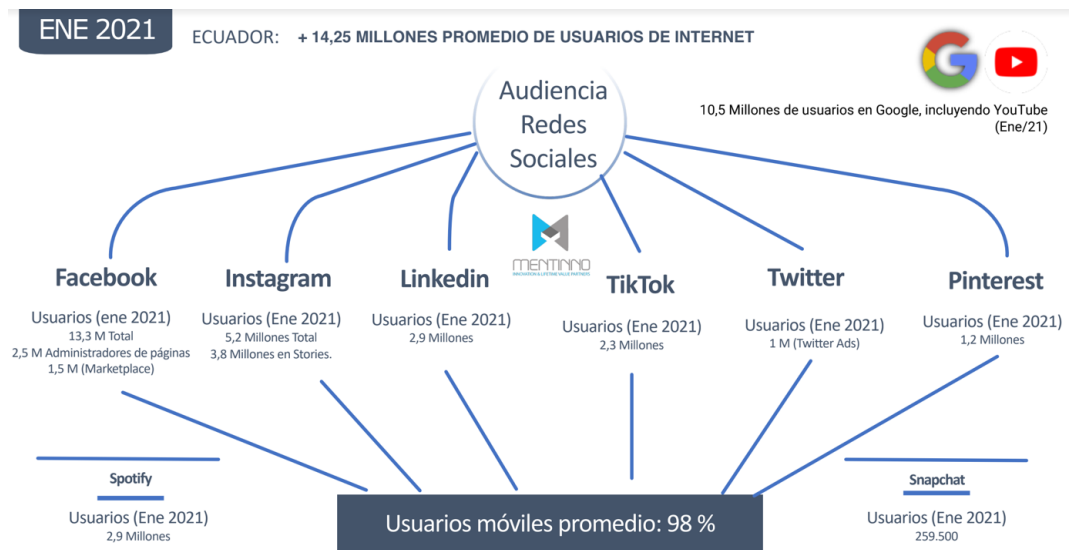 ENE 2021
ECUADOR: + 14,25 MILLONES PROMEDIO DE USUARIOS DE INTERNET
10,5 Millones de usuarios en Google, incluyendo YouTube
(Ene/21)
Audiencia
Redes
Sociales
MENTINNO
INNOVATION & LIFETIME VALUE PARTNERS
Facebook
Usuarios (ene 2021)
13,3 M Total
2,5 M Administradores de páginas
1,5 M (Marketplace)
Instagram
Usuarios (Ene 2021)
5,2 Millones Total
3,8 Millones en Stories.
Linkedin
Usuarios (Ene 2021)
2,9 Millones
TikTok
Usuarios (Ene 2021)
2,3 Millones
Twitter
Usuarios (Ene 2021)
1 M (Twitter Ads)
Pinterest
Usuarios (Ene 2021)
1,2 Millones
Spotify
Usuarios (Ene 2021)
2,9 Millones
Usuarios móviles promedio: 98 %
Snapchat
Usuarios (Ene 2021)
259.500